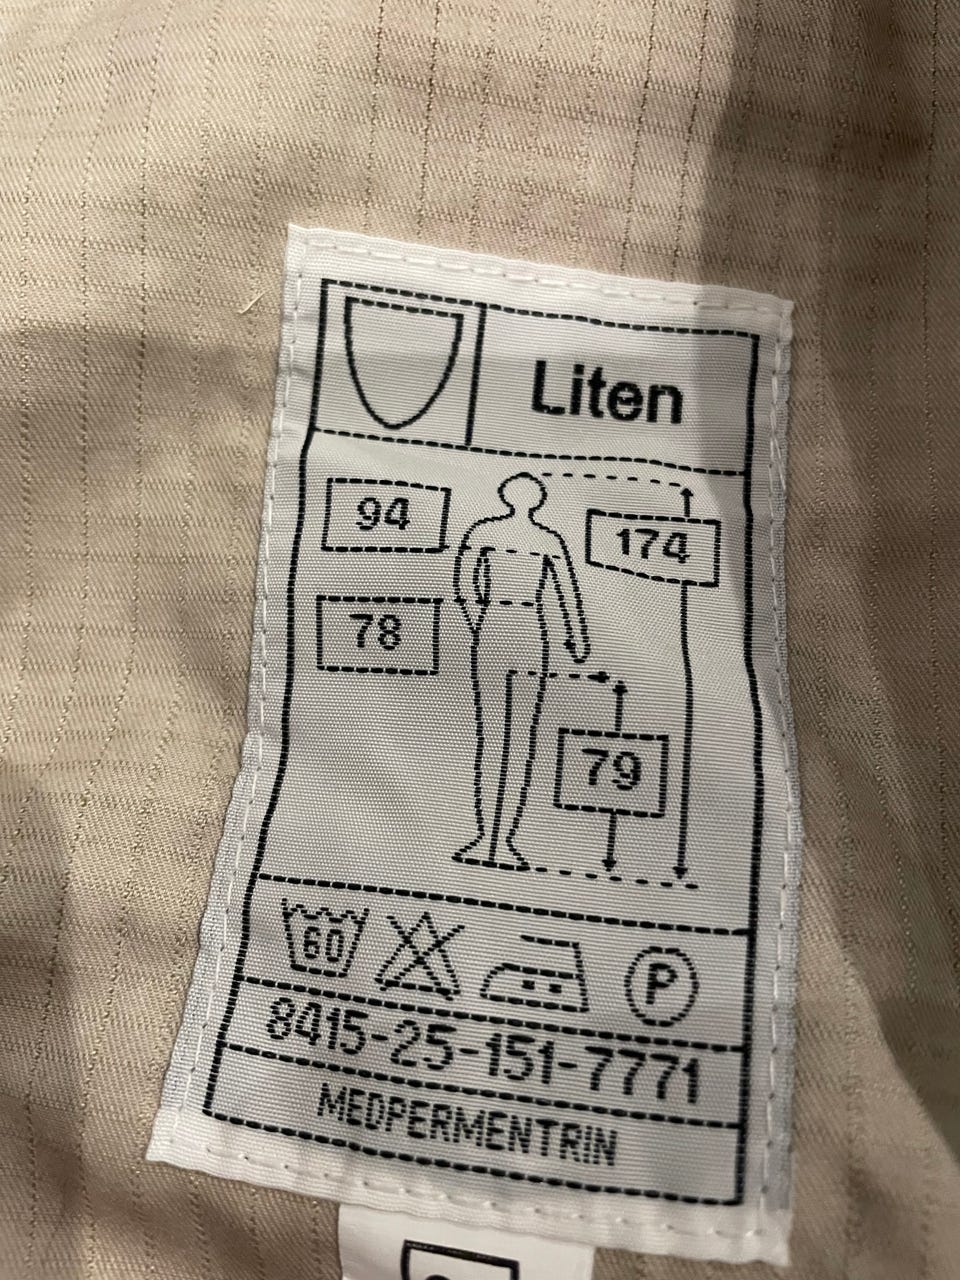 Liten
94
174
78
79
60
P
8415-25-151-7771
MEDPERMENTRIN